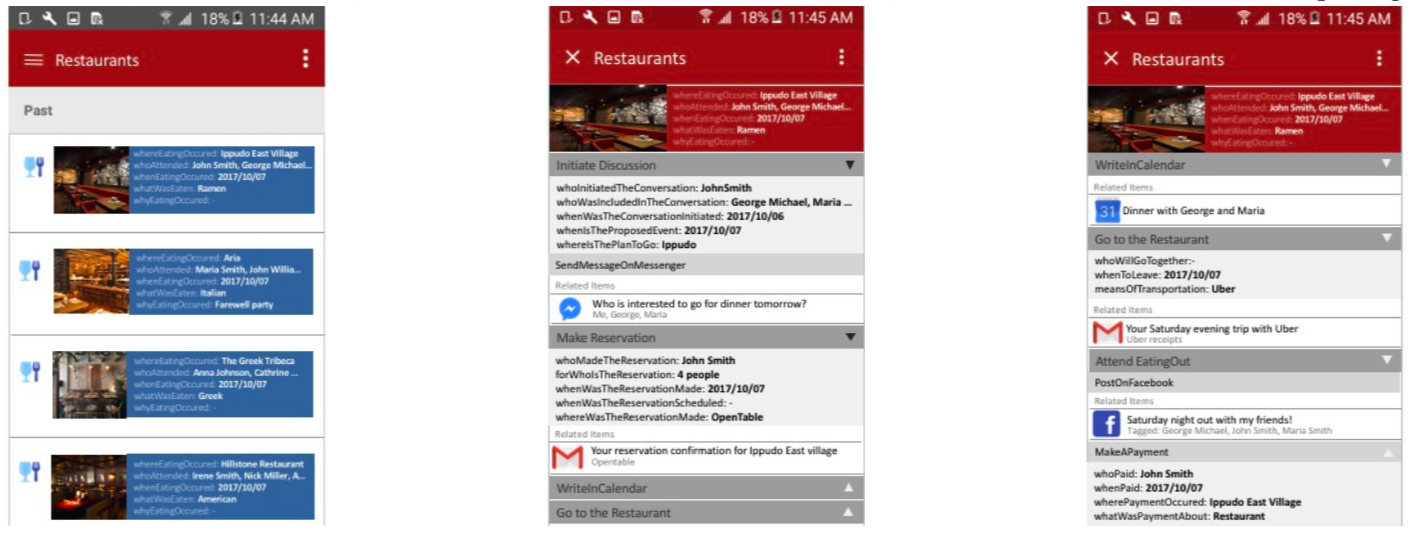 18% 11:44 AM
Restaurants
Past
whereEatingOccured: Ippudo East Village
whoAttended: John Smith, George Michael...
whenEatingOccured: 2017/10/07
whatWasEaten: Ramen
whyEatingOccured: -
whereEatingOccured: Aria
whoAttended: Maria Smith, John Willia...
whenEatingOccured: 2017/10/07
whatWasEaten: Italian
whyEatingOccured: Farewell party
whereEatingOccured: The Greek Tribeca
whoAttended: Anna Johnson, Cathrine ...
whenEatingOccured: 2017/10/07
whatWasEaten: Greek
whyEatingOccured: -
whereEatingOccured: Hillstone Restaurant
whoAttended: Irene Smith, Nick Miller, A...
whenEatingOccured: 2017/10/07
whatWasEaten: American
whyEatingOccured: -
18% 11:45 AM
Restaurants
whereEatingOccured: Ippudo East Village
whoAttended: John Smith, George Michael...
whenEatingOccured: 2017/10/07
whatWasEaten: Ramen
whyEatingOccured: -
Initiate Discussion
whoInitiatedTheConversation: JohnSmith
whoWasIncludedInTheConversation: George Michael, Maria ...
whenWasTheConversationInitiated: 2017/10/06
whenIsTheProposedEvent: 2017/10/07
whereIsThePlanToGo: Ippudo
SendMessageOnMessenger
Related Items
Who is interested to go for dinner tomorrow?
Me, George, Maria
Make Reservation
whoMadeTheReservation: John Smith
forWhoIsTheReservation: 4 people
whenWasTheReservationMade: 2017/10/07
whenWasTheReservationScheduled: -
whereWasTheReservationMade: OpenTable
Related Items
Your reservation confirmation for Ippudo East village
Opentable
WriteInCalendar
Go to the Restaurant
18% 11:45 AM
Restaurants
whereEatingOccured: Ippudo East Village
whoAttended: John Smith, George Michael...
whenEatingOccured: 2017/10/07
whatWasEaten: Ramen
whyEatingOccured: -
WriteInCalendar
Related Items
31 Dinner with George and Maria
Go to the Restaurant
whoWillGoTogether:-
whenToLeave: 2017/10/07
meansOfTransportation: Uber
Related Items
Your Saturday evening trip with Uber
Uber receipts
Attend EatingOut
PostOnFacebook
Related Items
Saturday night out with my friends!
Tagged: George Michael, John Smith, Maria Smith
MakeAPayment
whoPaid: John Smith
whenPaid: 2017/10/07
wherePaymentOccured: Ippudo East Village
whatWasPaymentAbout: Restaurant